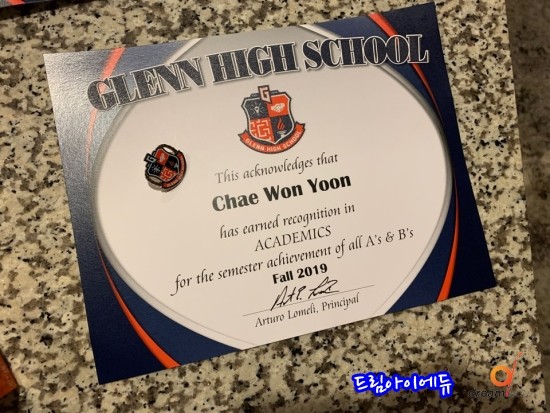 GLENN HIGH SCHOOL
G
GLENN HIGH SCHOOL
This acknowledges that
Chae Won Yoon
has earned recognition in
ACADEMICS
for the semester achievement of all A's & B's
Fall 2019
Arturo Lomeli, Principal
드림아이에듀